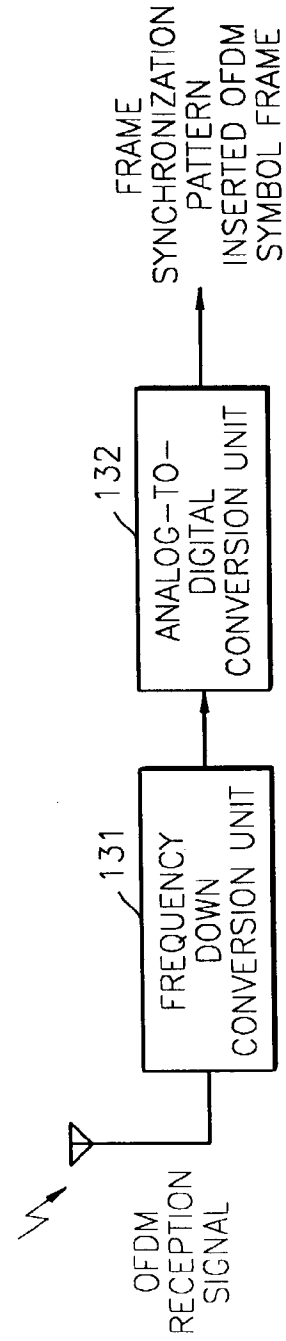 OFDM
RECEPTION
SIGNAL
131
FREQUENCY
DOWN
CONVERSION UNIT
132
ANALOG-TO-
DIGITAL
CONVERSION UNIT
FRAME
SYNCHRONIZATION
PATTERN
INSERTED OFDM
SYMBOL FRAME